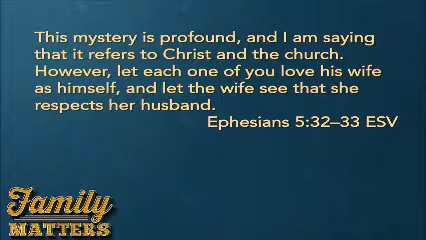 This mystery is profound, and I am saying
that it refers to Christ and the church.
However, let each one of you love his wife
as himself, and let the wife see that she
respects her husband.
Ephesians 5:32–33 ESV
Family
MATTERS